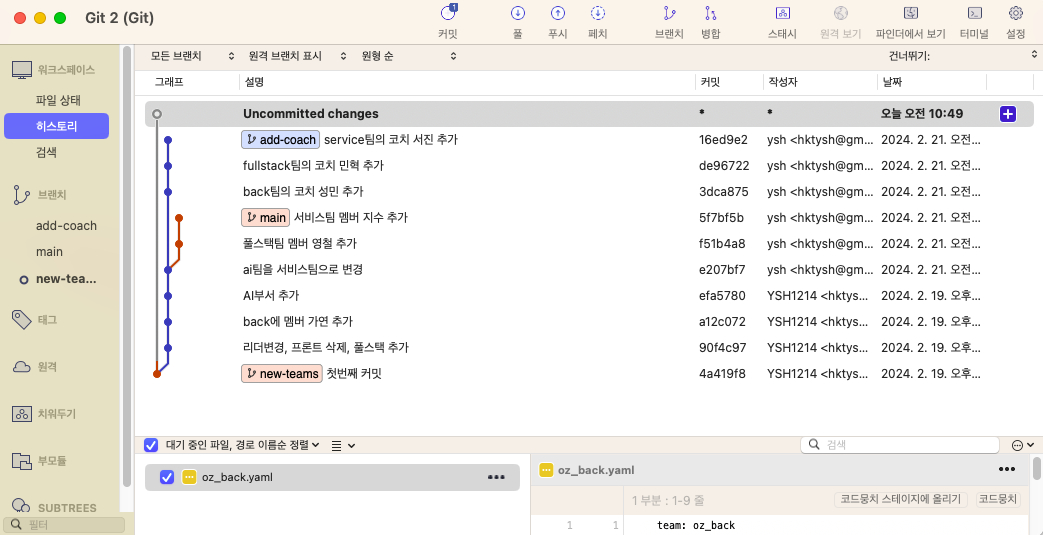 Git 2 (Git)
1
커밋
풀
푸시
페치
브랜치
병합
스태시
원격 보기
파인더에서 보기
터미널
설정
워크스페이스
파일 상태
히스토리
검색
브랜치
add-coach
main
new-tea...
태그
원격
치워두기
부모듈
SUBTREES
필터
모든 브랜치
원격 브랜치 표시
원형 순
건너뛰기:
그래프 설명 커밋 작성자 날짜
Uncommitted changes * * 오늘 오전 10:49
add-coach service팀의 코치 서진 추가 16ed9e2 ysh <hktysh@gm... 2024. 2. 21. 오전...
fullstack팀의 코치 민혁 추가 de96722 ysh <hktysh@gm... 2024. 2. 21. 오전...
back팀의 코치 성민 추가 3dca875 ysh <hktysh@gm... 2024. 2. 21. 오전...
main 서비스팀 멤버 지수 추가 5f7bf5b ysh <hktysh@gm... 2024. 2. 21. 오전...
풀스택팀 멤버 영철 추가 f51b4a8 ysh <hktysh@gm... 2024. 2. 21. 오전...
ai팀을 서비스팀으로 변경 e207bf7 ysh <hktysh@gm... 2024. 2. 21. 오전...
AI부서 추가 efa5780 YSH1214 <hktys... 2024. 2. 19. 오후...
back에 멤버 가연 추가 a12c072 YSH1214 <hktys... 2024. 2. 19. 오후...
리더변경, 프론트 삭제, 풀스택 추가 90f4c97 YSH1214 <hktys... 2024. 2. 19. 오후...
new-teams 첫번째 커밋 4a419f8 YSH1214 <hktys... 2024. 2. 19. 오후...
대기 중인 파일, 경로 이름순 정렬
검색
oz_back.yaml
oz_back.yaml
1 부분 : 1-9 줄
코드뭉치 스테이지에 올리기
코드뭉치
1 1 team: oz_back